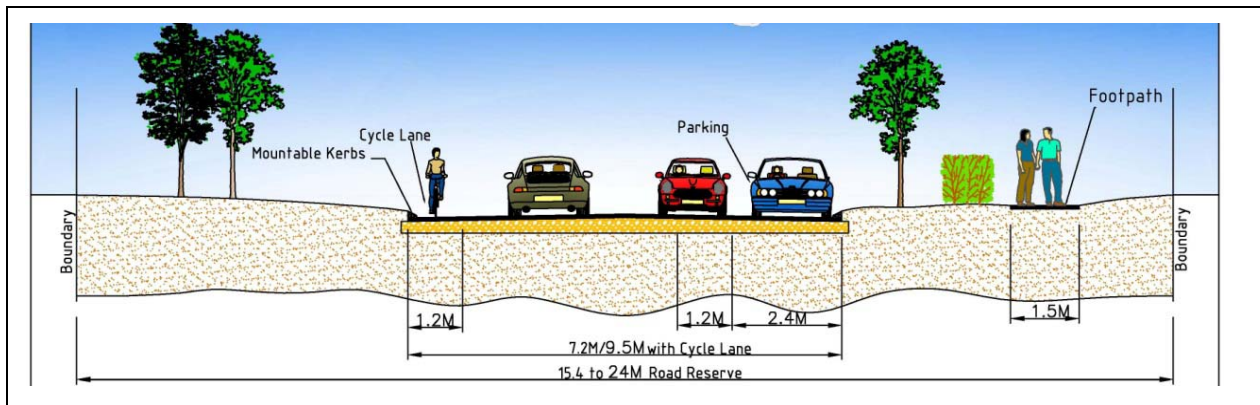 Footpath
Cycle Lane
Parking
Mountable Kerbs
Boundary
Boundary
1.2M
1.2M
2.4M
1.5M
7.2M/9.5M with Cycle Lane
15.4 to 24M Road Reserve